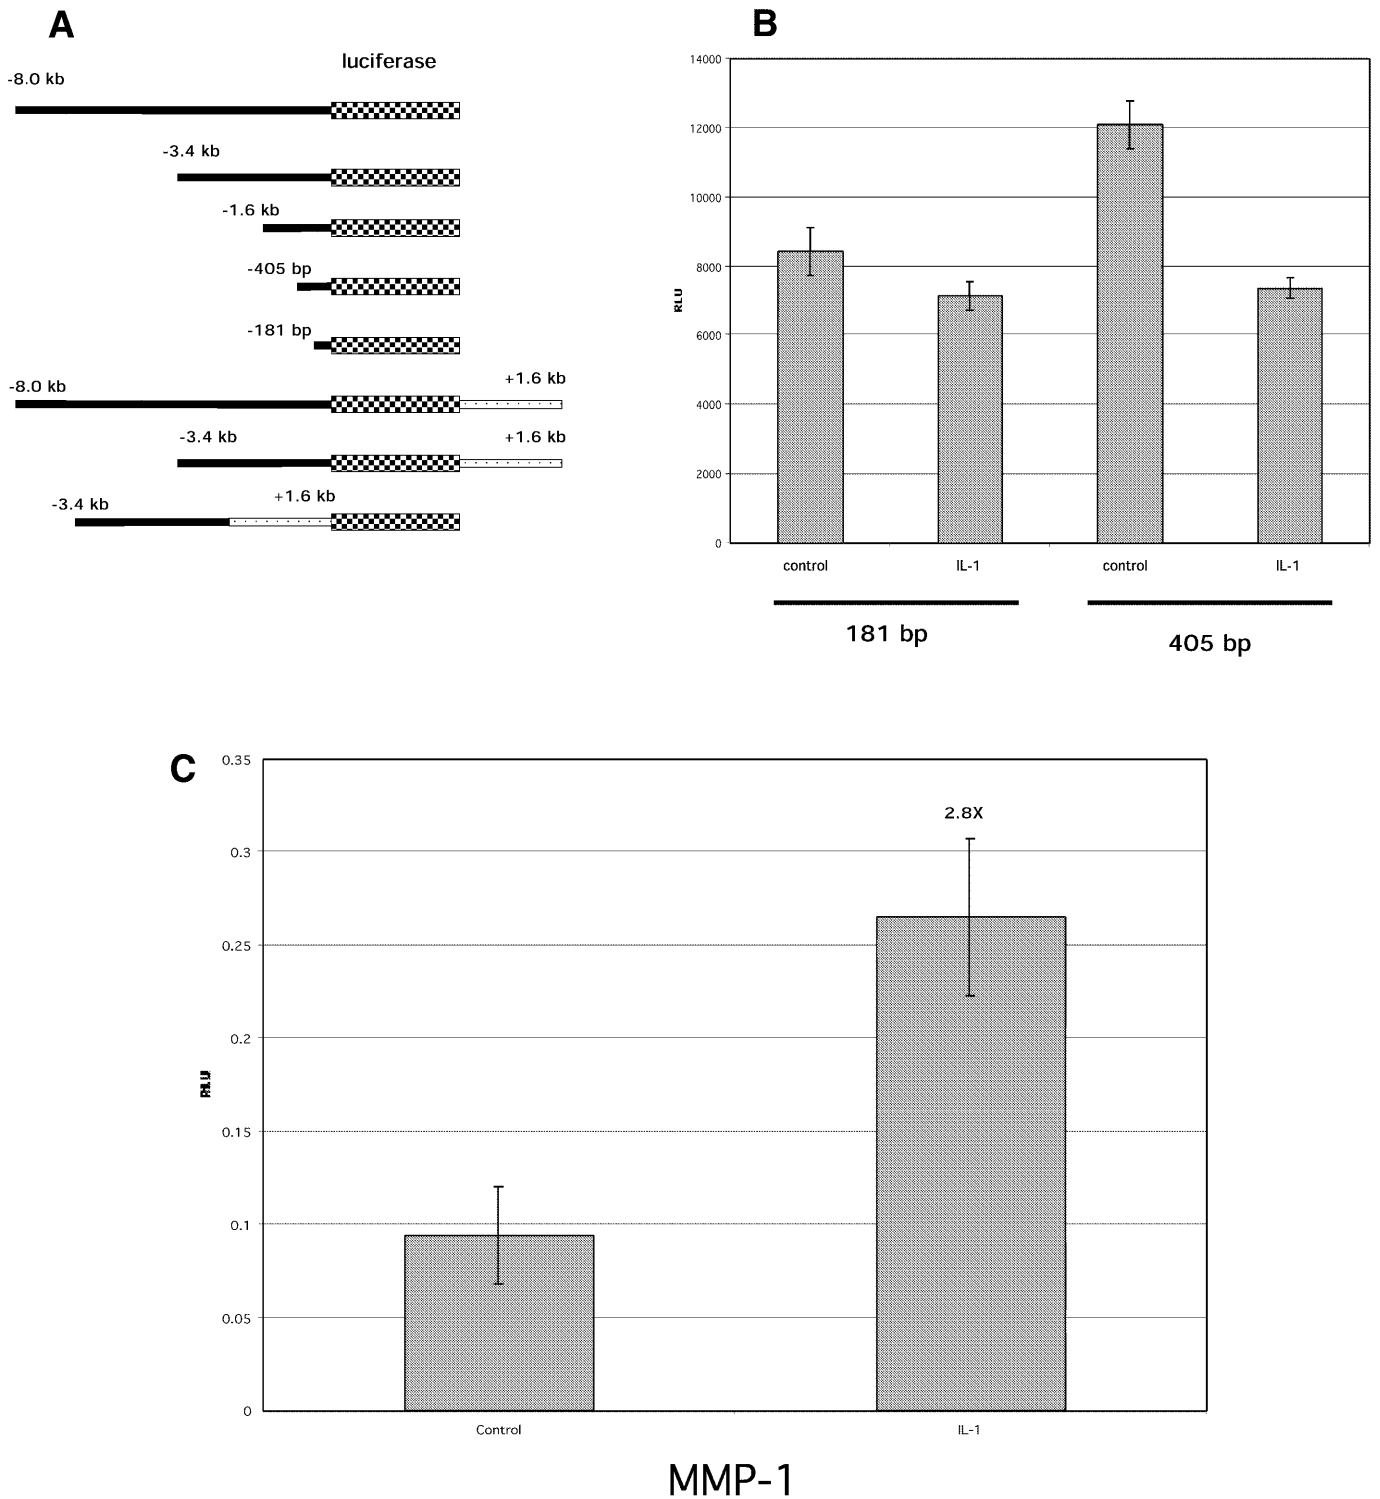 A
luciferase
-8.0 kb
-3.4 kb
-1.6 kb
-405 bp
-181 bp
-8.0 kb
+1.6 kb
-3.4 kb
+1.6 kb
-3.4 kb
+1.6 kb
B
14000
12000
10000
8000
6000
4000
2000
0
RLU
control
IL-1
control
IL-1
181 bp
405 bp
C
0.35
0.3
0.25
0.2
0.15
0.1
0.05
0
RLU
2.8X
Control
IL-1
MMP-1